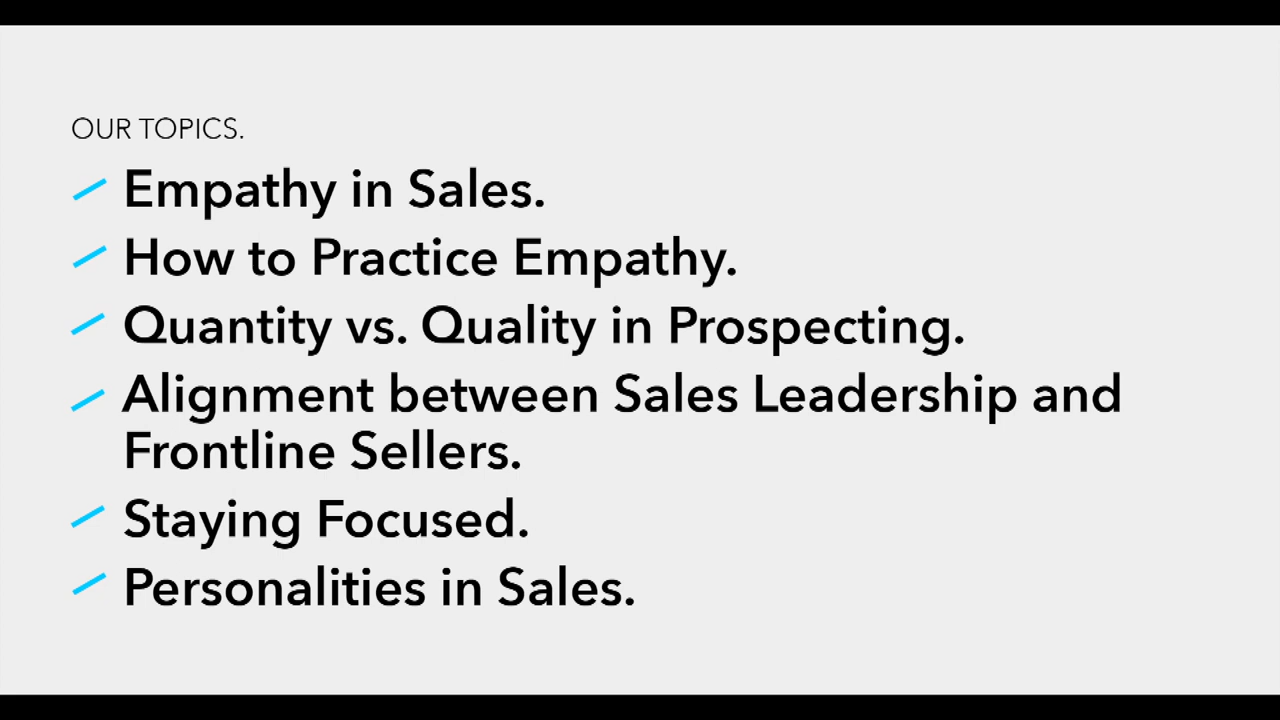 OUR TOPICS.
Empathy in Sales.
How to Practice Empathy.
Quantity vs. Quality in Prospecting.
Alignment between Sales Leadership and
Frontline Sellers.
Staying Focused.
Personalities in Sales.